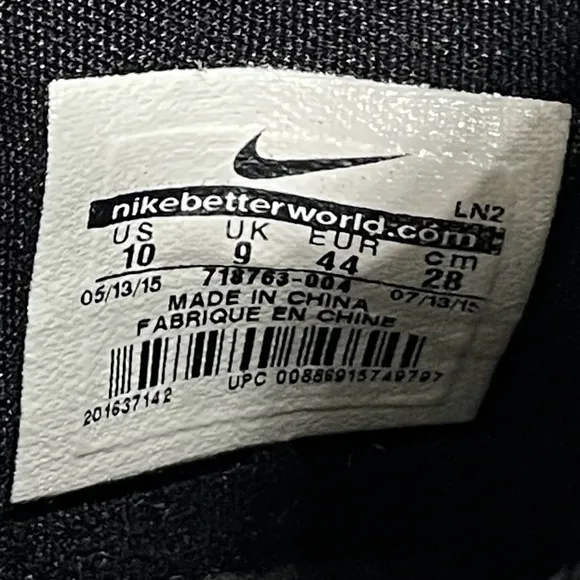 nikebetterworld.com
LN2
US UK EUR cm
10 9 44 28
05/13/15 718763-004 07/13/15
MADE IN CHINA
FABRIQUE EN CHINE
UPC 00886915749797
201637142